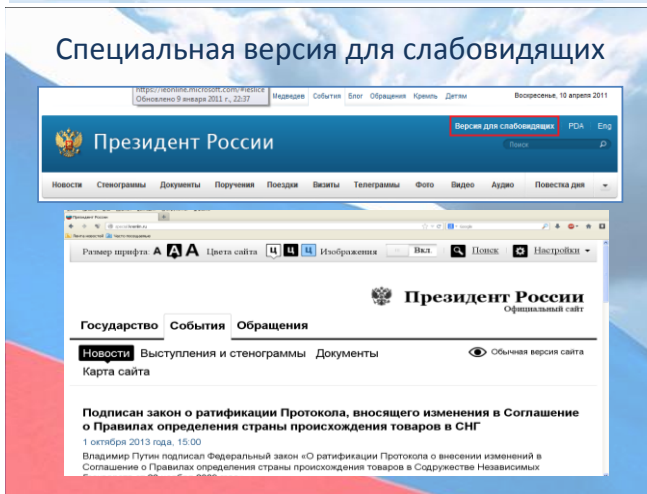 Специальная версия для слабовидящих
https://ieonline.microsoft.com/#ieslice
Обновлено 9 января 2011 г., 22:37
Медведев События Блог Обращения Кремль Детям Воскресенье, 10 апреля 2011
Версия для слабовидящих PDA Eng
Президент России
Поиск
Новости Стенограммы Документы Поручения Поездки Визиты Телеграммы Фото Видео Аудио Повестка дня
Размер шрифта: А А А Цвета сайта Ц Ц Ц Изображения Вкл. Поиск Настройки
Президент России
Официальный сайт
Государство События Обращения
Новости Выступления и стенограммы Документы Обычная версия сайта
Карта сайта
Подписан закон о ратификации Протокола, вносящего изменения в Соглашение
о Правилах определения страны происхождения товаров в СНГ
1 октября 2013 года, 15:00
Владимир Путин подписал Федеральный закон «О ратификации Протокола о внесении изменений в
Соглашение о Правилах определения страны происхождения товаров в Содружестве Независимых